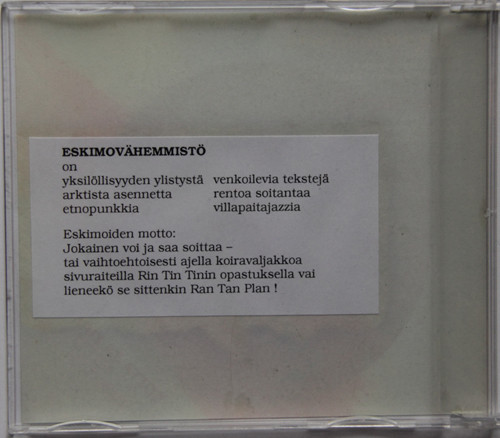 ESKIMOVÄHEMMISTÖ
on
yksilöllisyyden ylistystä venkoilevia tekstejä
arktista asennetta rentoa soitantaa
etnopunkkia villapaitajazzia
Eskimoiden motto:
Jokainen voi ja saa soittaa –
tai vaihtoehtoisesti ajella koiravaljakkoa
sivuraiteilla Rin Tin Tinin opastuksella vai
lieneekö se sittenkin Ran Tan Plan !